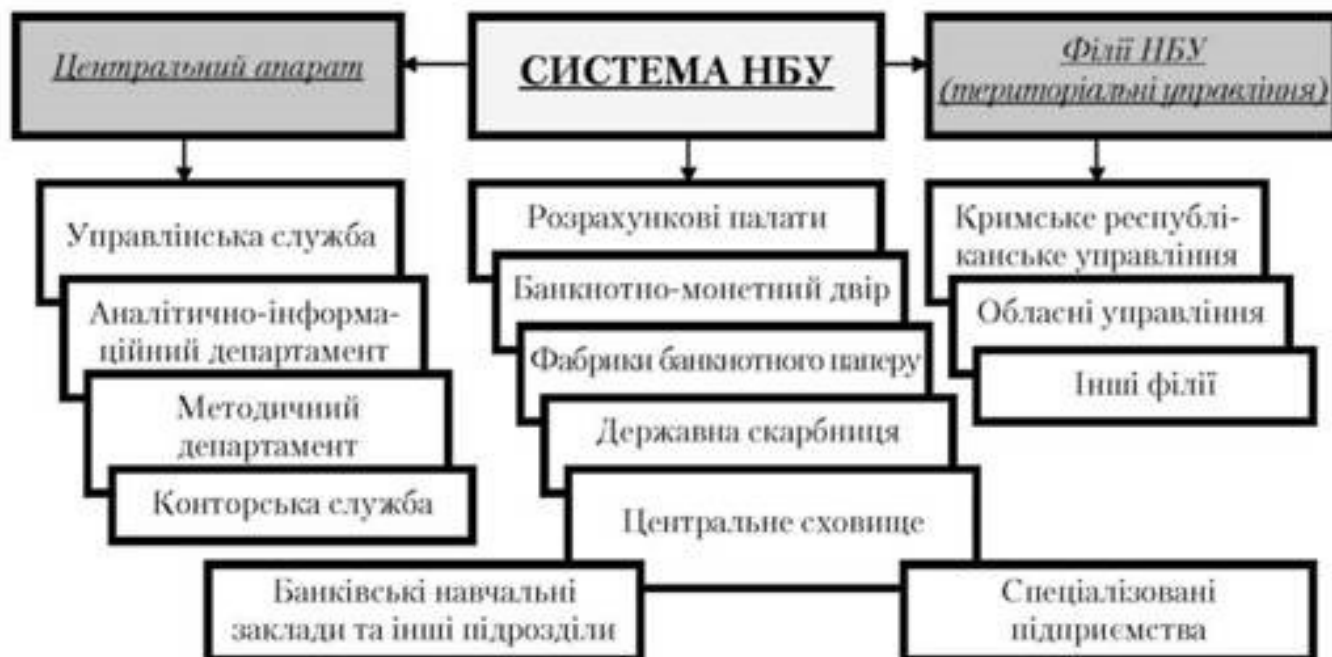 Центральний апарат
СИСТЕМА НБУ
Філії НБУ
(територіальні управління)
Управлінська служба
Аналітично-інформа-
ційний департамент
Методичний
департамент
Конторська служба
Розрахункові палати
Банкнотно-монетний двір
Фабрики банкнотного паперу
Державна скарбниця
Центральне сховище
Кримське республі-
канське управління
Обласні управління
Інші філії
Банківські навчальні
заклади та інші підрозділи
Спеціалізовані
підприємства